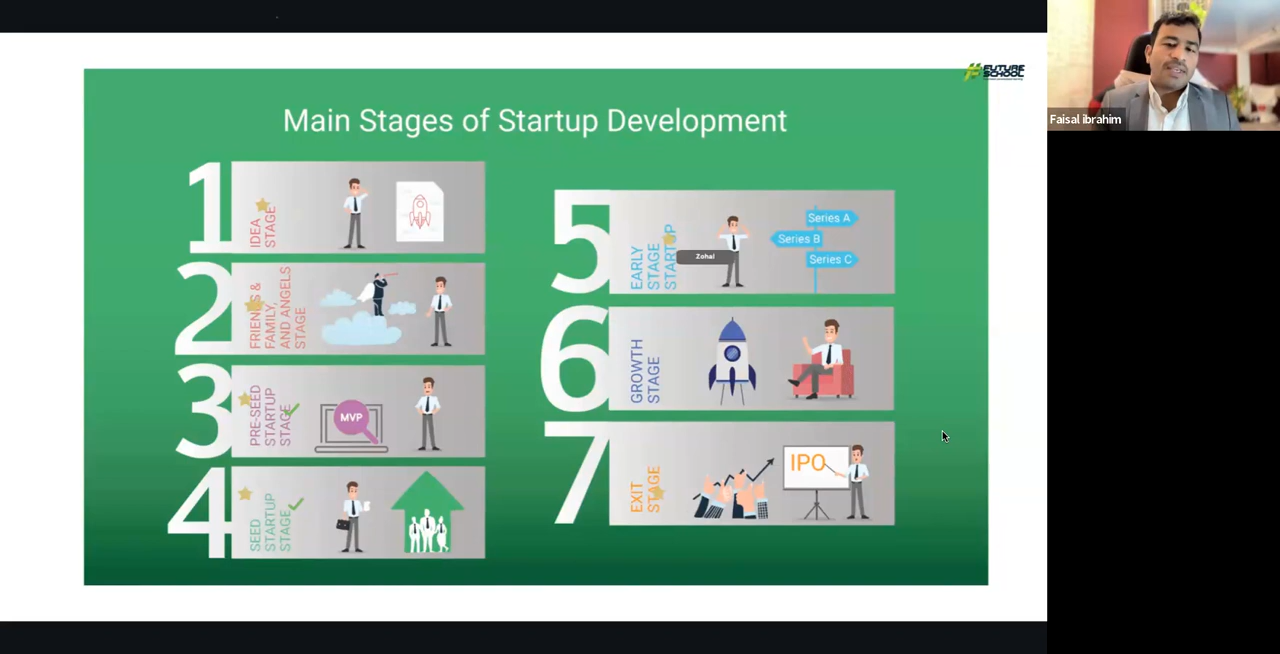 FUTURE
SCHOOL
Faisal ibrahim
Main Stages of Startup Development
1
IDEA
STAGE
2
FRIENDS &
FAMILY,
AND ANGELS
STAGE
3
PRE-SEED
STARTUP
STAGE
MVP
4
SEED
STARTUP
STAGE
5
EARLY
STAGE
STARTUP
Zohal
Series A
Series B
Series C
6
GROWTH
STAGE
7
EXIT
STAGE
IPO